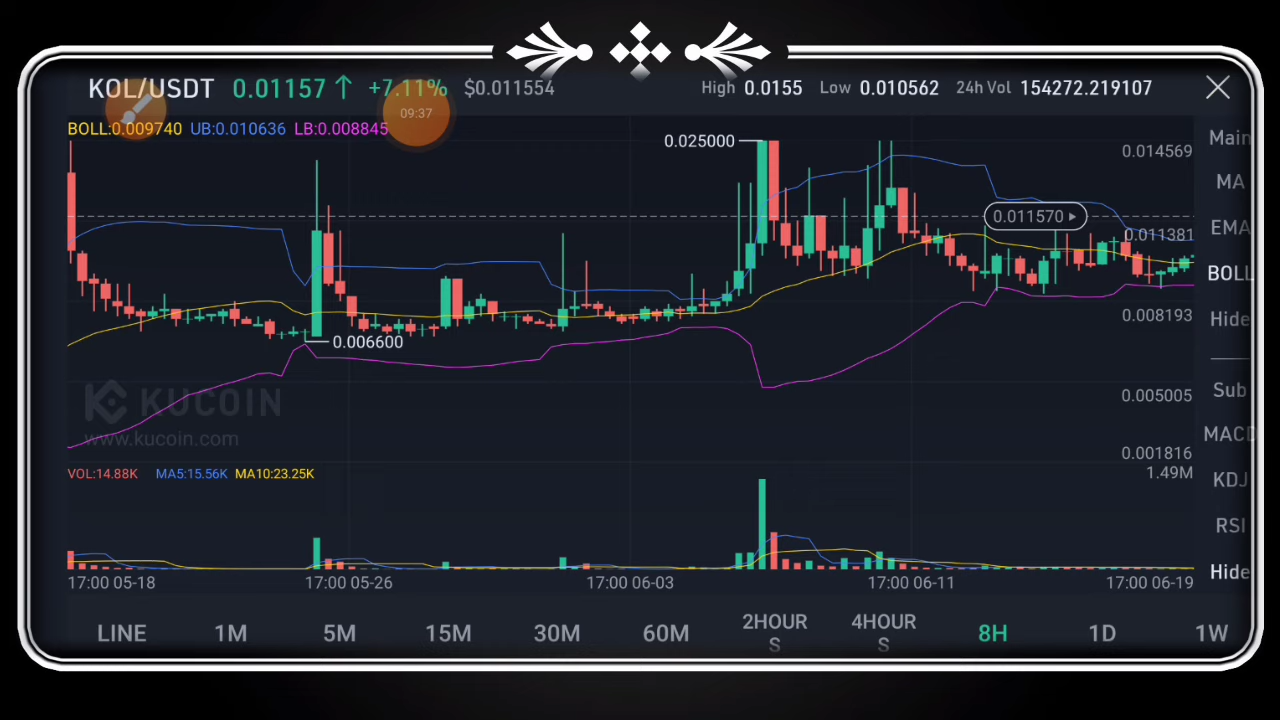 KOL/USDT 0.01157 ↑ +7.11% $0.011554 High 0.0155 Low 0.010562 24h Vol 154272.219107
09:37
BOLL:0.009740 UB:0.010636 LB:0.008845
Main
0.025000
0.014569
MA
0.011570
EMA
0.011381
BOLL
0.008193
Hide
0.006600
0.005005
Sub
KUCOIN
www.kucoin.com
MACD
0.001816
VOL:14.88K MA5:15.56K MA10:23.25K
1.49M
KDJ
RSI
Hide
17:00 05-18 17:00 05-26 17:00 06-03 17:00 06-11 17:00 06-19
LINE 1M 5M 15M 30M 60M 2HOUR
S 4HOUR
S 8H 1D 1W